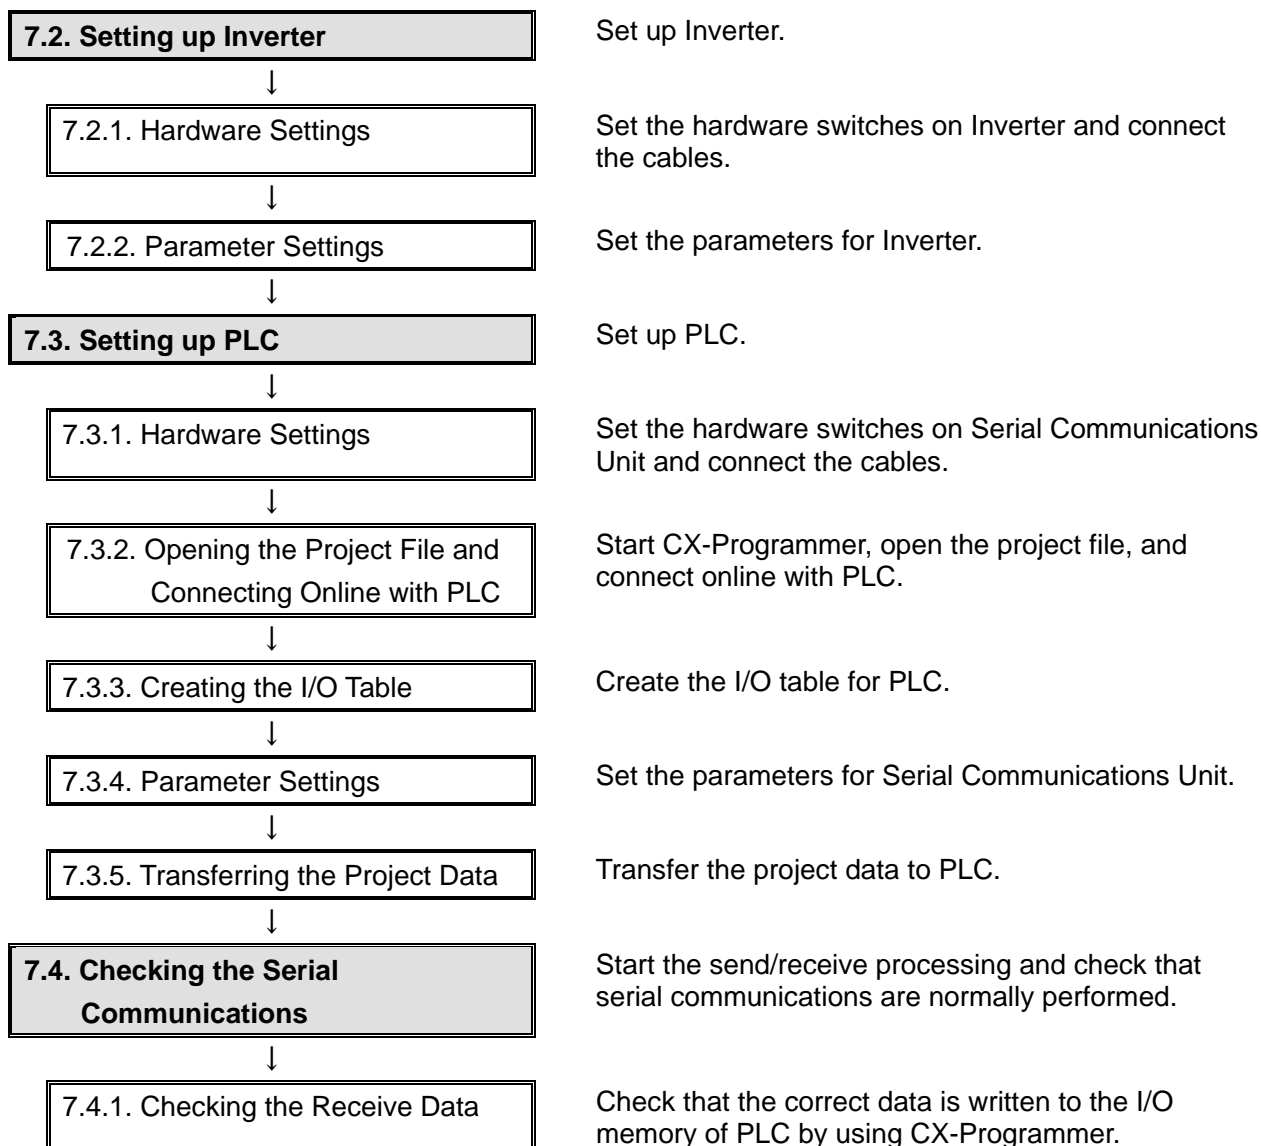 7.2. Setting up Inverter
Set up Inverter.
↓
7.2.1. Hardware Settings
Set the hardware switches on Inverter and connect
the cables.
↓
7.2.2. Parameter Settings
Set the parameters for Inverter.
↓
7.3. Setting up PLC
Set up PLC.
↓
7.3.1. Hardware Settings
Set the hardware switches on Serial Communications
Unit and connect the cables.
↓
7.3.2. Opening the Project File and
Connecting Online with PLC
Start CX-Programmer, open the project file, and
connect online with PLC.
↓
7.3.3. Creating the I/O Table
Create the I/O table for PLC.
↓
7.3.4. Parameter Settings
Set the parameters for Serial Communications Unit.
↓
7.3.5. Transferring the Project Data
Transfer the project data to PLC.
↓
7.4. Checking the Serial
Communications
Start the send/receive processing and check that
serial communications are normally performed.
↓
7.4.1. Checking the Receive Data
Check that the correct data is written to the I/O
memory of PLC by using CX-Programmer.